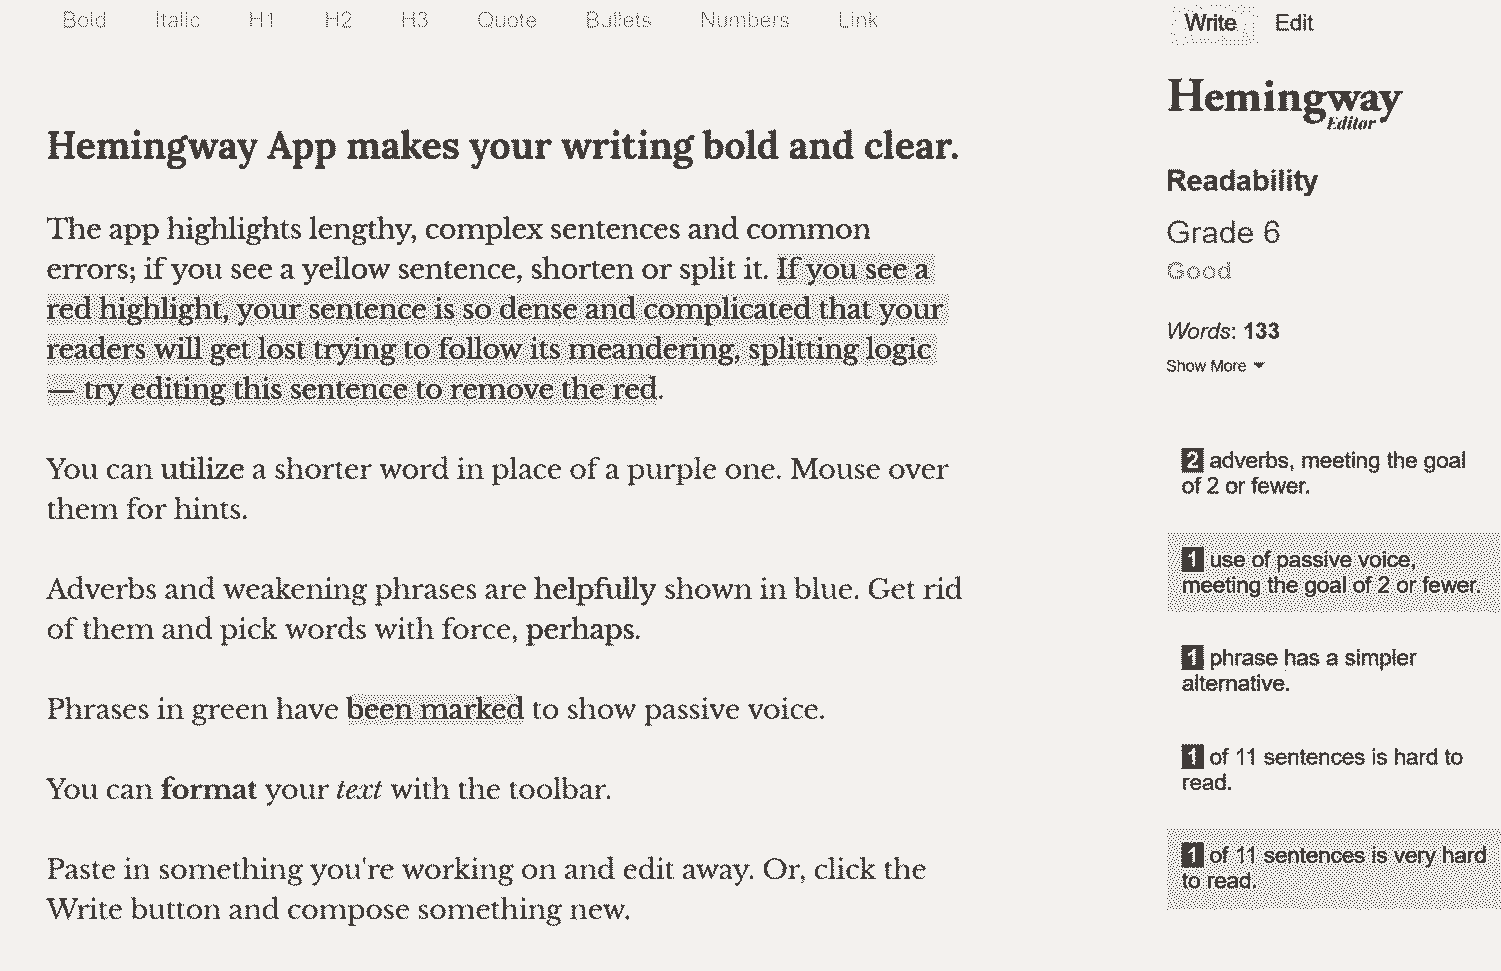 Bold Italic H1 H2 H3 Quote Bullets Numbers Link
Write Edit
Hemingway
Editor
Hemingway App makes your writing bold and clear.
The app highlights lengthy, complex sentences and common
errors; if you see a yellow sentence, shorten or split it. If you see a
red highlight, your sentence is so dense and complicated that your
readers will get lost trying to follow its meandering, splitting logic
— try editing this sentence to remove the red.
You can utilize a shorter word in place of a purple one. Mouse over
them for hints.
Adverbs and weakening phrases are helpfully shown in blue. Get rid
of them and pick words with force, perhaps.
Phrases in green have been marked to show passive voice.
You can format your text with the toolbar.
Paste in something you're working on and edit away. Or, click the
Write button and compose something new.
Readability
Grade 6
Good
Words: 133
Show More
2 adverbs, meeting the goal
of 2 or fewer.
1 use of passive voice,
meeting the goal of 2 or fewer.
1 phrase has a simpler
alternative.
1 of 11 sentences is hard to
read.
1 of 11 sentences is very hard
to read.